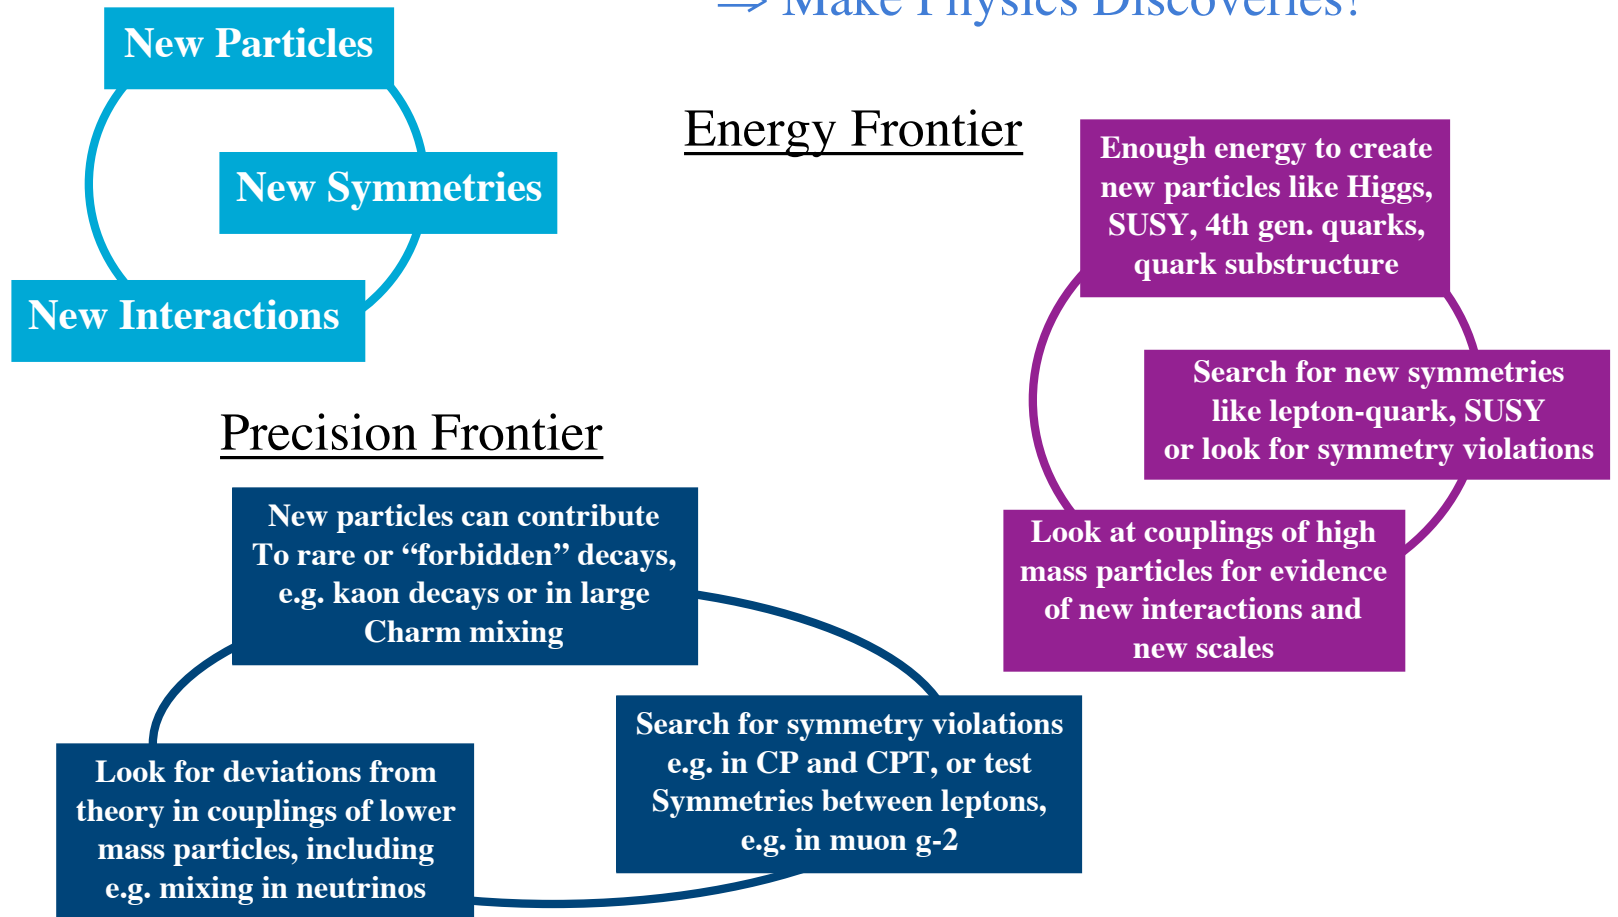 ⇒ Make Physics Discoveries!
New Particles
New Symmetries
New Interactions
Energy Frontier
Enough energy to create
new particles like Higgs,
SUSY, 4th gen. quarks,
quark substructure
Search for new symmetries
like lepton-quark, SUSY
or look for symmetry violations
Look at couplings of high
mass particles for evidence
of new interactions and
new scales
Precision Frontier
New particles can contribute
To rare or “forbidden” decays,
e.g. kaon decays or in large
Charm mixing
Search for symmetry violations
e.g. in CP and CPT, or test
Symmetries between leptons,
e.g. in muon g-2
Look for deviations from
theory in couplings of lower
mass particles, including
e.g. mixing in neutrinos